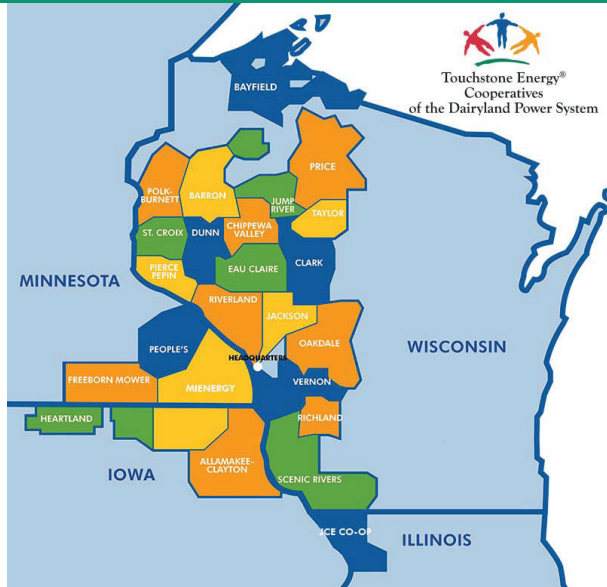 Touchstone Energy®
Cooperatives
of the Dairyland Power System
BAYFIELD
PRICE
POLK-
BURNETT
BARRON
JUMP
RIVER
TAYLOR
ST. CROIX
DUNN
CHIPPEWA
VALLEY
EAU CLAIRE
CLARK
PIERCE
PEPIN
MINNESOTA
RIVERLAND
JACKSON
OAKDALE
WISCONSIN
PEOPLE'S
HEADQUARTERS
FREEBORN MOWER
MIENERGY
VERNON
HEARTLAND
RICHLAND
ALLAMAKEE-
CLAYTON
IOWA
SCENIC RIVERS
JCE CO-OP
ILLINOIS